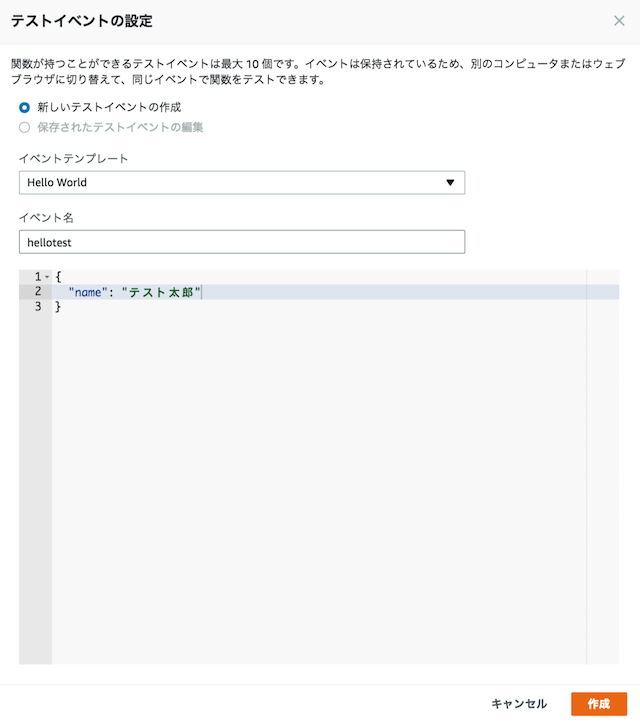 テストイベントの設定
関数が持つことができるテストイベントは最大 10 個です。イベントは保持されているため、別のコンピュータまたはウェブ
ブラウザに切り替えて、同じイベントで関数をテストできます。
新しいテストイベントの作成
保存されたテストイベントの編集
イベントテンプレート
Hello World
イベント名
hellotest
1 {
2 "name": "テスト太郎"
3 }
キャンセル 作成